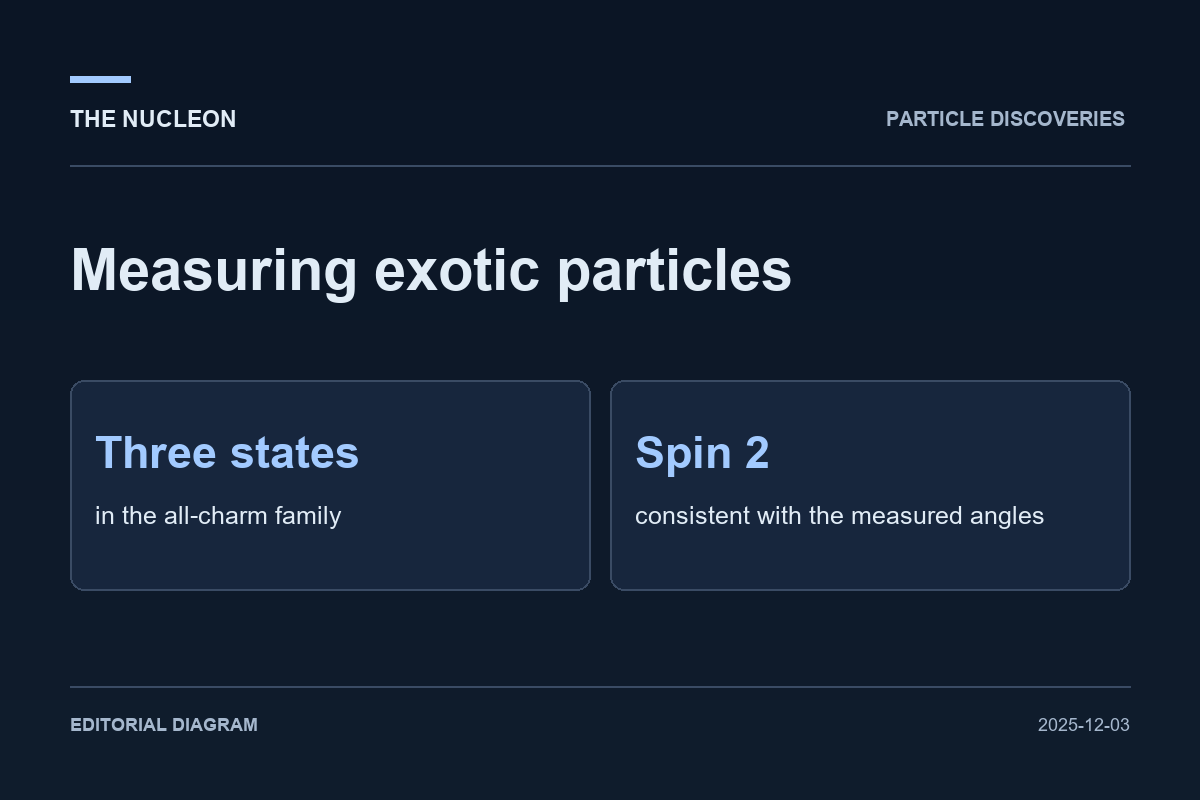 THE NUCLEON
PARTICLE DISCOVERIES
Measuring exotic particles
Three states
in the all-charm family
Spin 2
consistent with the measured angles
EDITORIAL DIAGRAM
2025-12-03